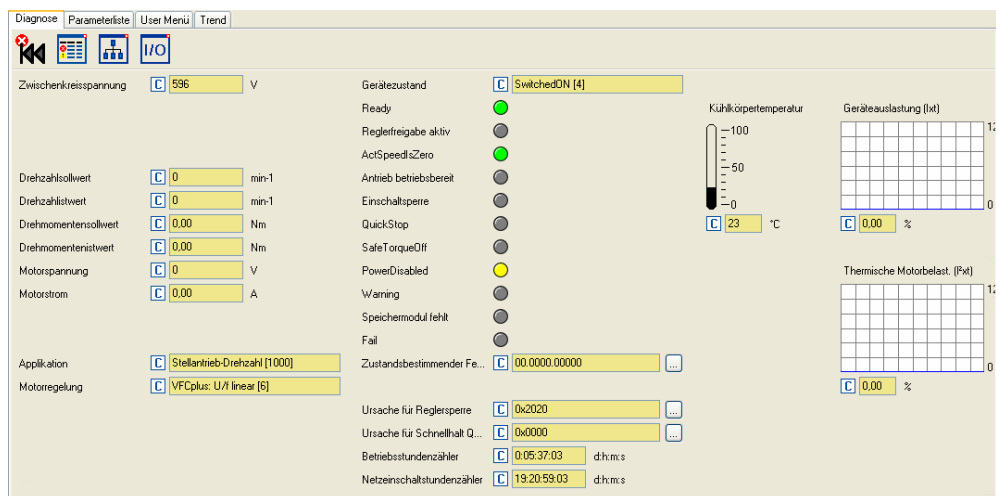 Diagnose Parameterliste User Menü Trend
I/O
Zwischenkreisspannung C 596 V
Drehzahlsollwert C 0 min-1
Drehzahlistwert C 0 min-1
Drehmomentensollwert C 0,00 Nm
Drehmomentenistwert C 0,00 Nm
Motorspannung C 0 V
Motorstrom C 0,00 A
Applikation C Stellantrieb-Drehzahl [1000]
Motorregelung C VFCplus: U/f linear [6]
Gerätezustand C SwitchedON [4]
Ready
Reglerfreigabe aktiv
ActSpeedIsZero
Antrieb betriebsbereit
Einschaltsperre
QuickStop
SafeTorqueOff
PowerDisabled
Warning
Speichermodul fehlt
Fail
Zustandsbestimmender Fe... C 00.0000.00000 ...
Ursache für Reglersperre C 0x2020 ...
Ursache für Schnellhalt Q... C 0x0000 ...
Betriebsstundenzähler C 0:05:37:03 d:h:m:s
Netzeinschaltstundenzähler C 19:20:59:03 d:h:m:s
Kühlkörpertemperatur
100
50
0
C 23 °C
Geräteauslastung (Ixt)
12
0
C 0,00 %
Thermische Motorbelast. (I²xt)
12
0
C 0,00 %